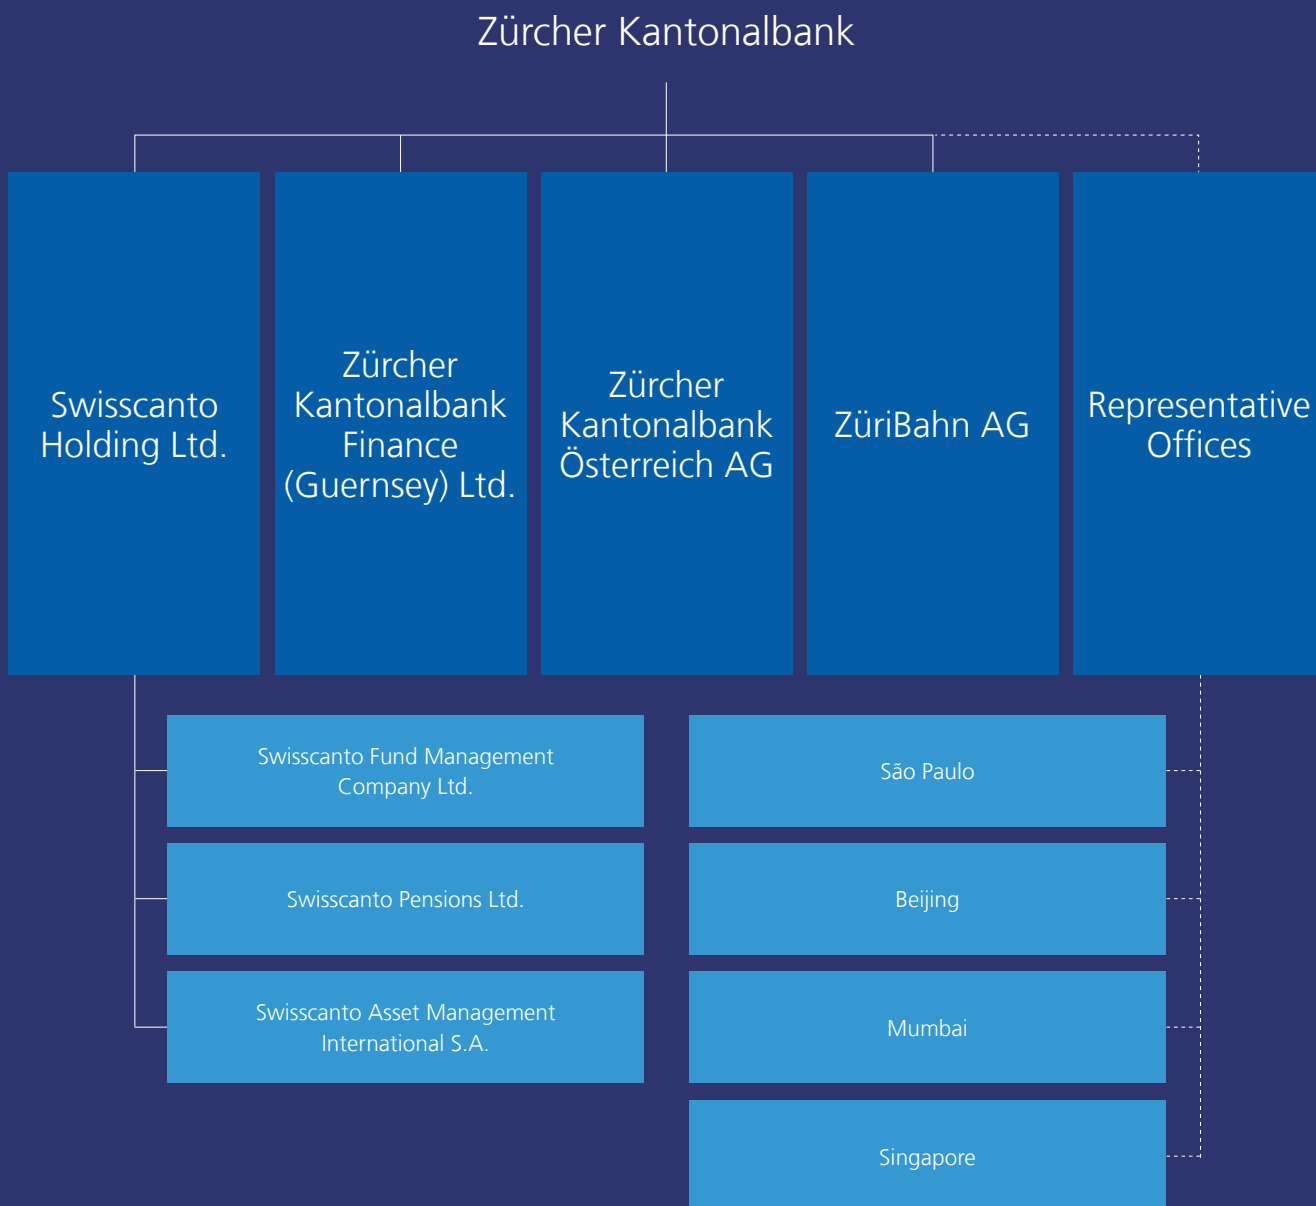 Zürcher Kantonalbank
Swisscanto
Holding Ltd.
Zürcher
Kantonalbank
Finance
(Guernsey) Ltd.
Zürcher
Kantonalbank
Österreich AG
ZüriBahn AG
Representative
Offices
Swisscanto Fund Management
Company Ltd.
Swisscanto Pensions Ltd.
Swisscanto Asset Management
International S.A.
São Paulo
Beijing
Mumbai
Singapore